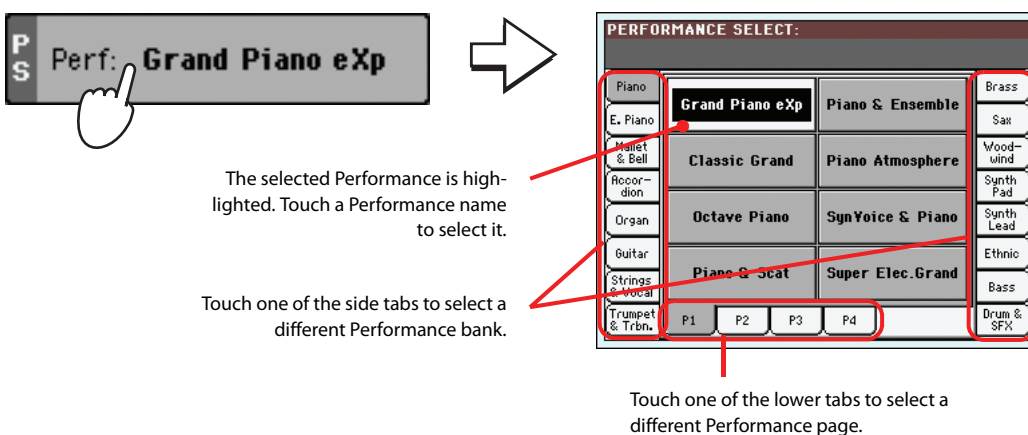 P
S
Perf: Grand Piano eXp
PERFORMANCE SELECT:
Piano
E. Piano
Mallet
& Bell
Accor-
dion
Organ
Guitar
Strings
& Vocal
Trumpet
& Trbn.
Grand Piano eXp
Piano & Ensemble
Classic Grand
Piano Atmosphere
Octave Piano
SynVoice & Piano
Piano & Scat
Super Elec.Grand
P1
P2
P3
P4
Brass
Sax
Wood-
wind
Synth
Pad
Synth
Lead
Ethnic
Bass
Drum &
SFX
The selected Performance is high-
lighted. Touch a Performance name
to select it.
Touch one of the side tabs to select a
different Performance bank.
Touch one of the lower tabs to select a
different Performance page.